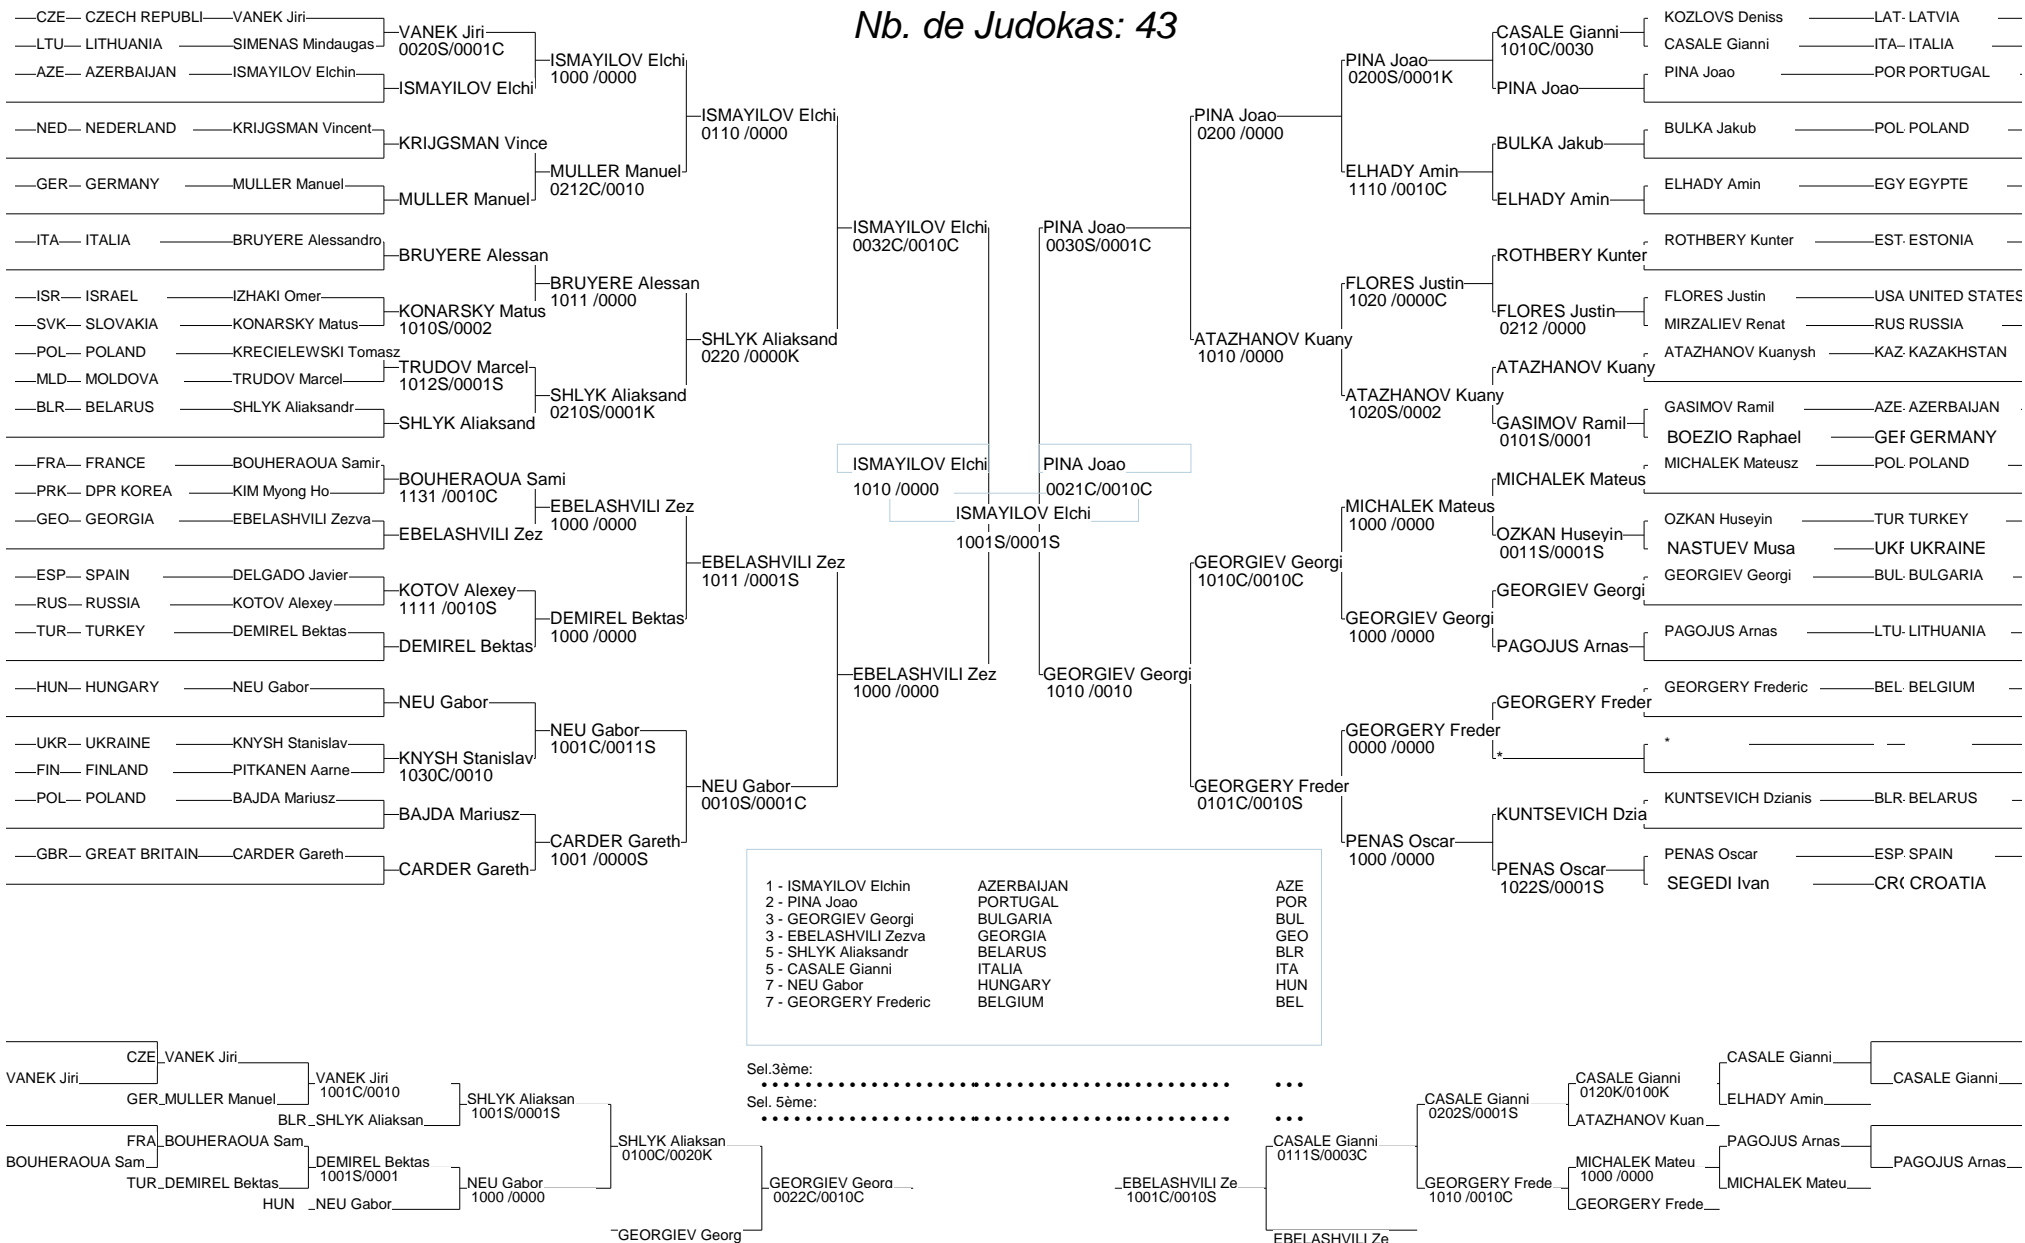 Nb. de Judokas: 43
CZE CZECH REPUBLI VANEK Jiri
LTU LITHUANIA SIMENAS Mindaugas
AZE AZERBAIJAN ISMAYILOV Elchin
NED NEDERLAND KRIJGSMAN Vincent
GER GERMANY MULLER Manuel
ITA ITALIA BRUYERE Alessandro
ISR ISRAEL IZHAKI Omer
SVK SLOVAKIA KONARSKY Matus
POL POLAND KRECIELEWSKI Tomasz
MLD MOLDOVA TRUDOV Marcel
BLR BELARUS SHLYK Aliaksandr
FRA FRANCE BOUHERAOUA Samir
PRK DPR KOREA KIM Myong Ho
GEO GEORGIA EBELASHVILI Zezva
ESP SPAIN DELGADO Javier
RUS RUSSIA KOTOV Alexey
TUR TURKEY DEMIREL Bektas
HUN HUNGARY NEU Gabor
UKR UKRAINE KNYSH Stanislav
FIN FINLAND PITKANEN Aarne
POL POLAND BAJDA Mariusz
GBR GREAT BRITAIN CARDER Gareth
VANEK Jiri
0020S/0001C
ISMAYILOV Elchi
KRIJGSMAN Vince
MULLER Manuel
BRUYERE Alessan
KONARSKY Matus
1010S/0002
TRUDOV Marcel
1012S/0001S
SHLYK Aliaksand
BOUHERAOUA Sami
1131 /0010C
EBELASHVILI Zez
KOTOV Alexey
1111 /0010S
DEMIREL Bektas
NEU Gabor
KNYSH Stanislav
1030C/0010
BAJDA Mariusz
CARDER Gareth
ISMAYILOV Elchi
1000 /0000
MULLER Manuel
0212C/0010
BRUYERE Alessan
1011 /0000
SHLYK Aliaksand
0210S/0001K
EBELASHVILI Zez
1000 /0000
DEMIREL Bektas
1000 /0000
NEU Gabor
1001C/0011S
CARDER Gareth
1001 /0000S
ISMAYILOV Elchi
0110 /0000
SHLYK Aliaksand
0220 /0000K
EBELASHVILI Zez
1011 /0001S
NEU Gabor
0010S/0001C
ISMAYILOV Elchi
0032C/0010C
EBELASHVILI Zez
1000 /0000
ISMAYILOV Elchi
1010 /0000
PINA Joao
0021C/0010C
ISMAYILOV Elchi
1001S/0001S
PINA Joao
0030S/0001C
GEORGIEV Georgi
1010 /0010
PINA Joao
0200 /0000
ATAZHANOV Kuany
1010 /0000
GEORGIEV Georgi
1010C/0010C
GEORGERY Freder
0101C/0010S
PINA Joao
0200S/0001K
ELHADY Amin
1110 /0010C
FLORES Justin
1020 /0000C
ATAZHANOV Kuany
1020S/0002
MICHALEK Mateus
1000 /0000
GEORGIEV Georgi
1000 /0000
GEORGERY Freder
0000 /0000
PENAS Oscar
1000 /0000
CASALE Gianni
1010C/0030
PINA Joao
BULKA Jakub
ELHADY Amin
ROTHBERY Kunter
FLORES Justin
0212 /0000
ATAZHANOV Kuany
GASIMOV Ramil
0101S/0001
MICHALEK Mateus
OZKAN Huseyin
0011S/0001S
GEORGIEV Georgi
PAGOJUS Arnas
GEORGERY Freder
*
KUNTSEVICH Dzia
PENAS Oscar
1022S/0001S
KOZLOVS Deniss LAT LATVIA
CASALE Gianni ITA ITALIA
PINA Joao POR PORTUGAL
BULKA Jakub POL POLAND
ELHADY Amin EGY EGYPTE
ROTHBERY Kunter EST ESTONIA
FLORES Justin USA UNITED STATES
MIRZALIEV Renat RUS RUSSIA
ATAZHANOV Kuanysh KAZ KAZAKHSTAN
GASIMOV Ramil AZE AZERBAIJAN
BOEZIO Raphael GERMANY
MICHALEK Mateusz POL POLAND
OZKAN Huseyin TUR TURKEY
NASTUEV Musa UKRAINE
GEORGIEV Georgi BUL BULGARIA
PAGOJUS Arnas LTU LITHUANIA
GEORGERY Frederic BEL BELGIUM
*
KUNTSEVICH Dzianis BLR BELARUS
PENAS Oscar ESP SPAIN
SEGEDI Ivan CROATIA
1 - ISMAYILOV Elchin AZERBAIJAN AZE
2 - PINA Joao PORTUGAL POR
3 - GEORGIEV Georgi BULGARIA BUL
3 - EBELASHVILI Zezva GEORGIA GEO
5 - SHLYK Aliaksandr BELARUS BLR
5 - CASALE Gianni ITALIA ITA
7 - NEU Gabor HUNGARY HUN
7 - GEORGERY Frederic BELGIUM BEL
Sel.3ème:
Sel. 5ème:
VANEK Jiri
BOUHERAOUA Sam
CZE VANEK Jiri
GER MULLER Manuel
FRA BOUHERAOUA Sam
TUR DEMIREL Bektas
VANEK Jiri
1001C/0010
BLR SHLYK Aliaksan
DEMIREL Bektas
1001S/0001
HUN NEU Gabor
SHLYK Aliaksan
1001S/0001S
NEU Gabor
1000 /0000
SHLYK Aliaksan
0100C/0020K
GEORGIEV Georg
GEORGIEV Georg
0022C/0010C
EBELASHVILI Ze
1001C/0010S
CASALE Gianni
0111S/0003C
EBELASHVILI Ze
CASALE Gianni
0202S/0001S
GEORGERY Frede
1010 /0010C
CASALE Gianni
0120K/0100K
ATAZHANOV Kuan
MICHALEK Mateu
1000 /0000
GEORGERY Frede
CASALE Gianni
ELHADY Amin
PAGOJUS Arnas
MICHALEK Mateu
CASALE Gianni
PAGOJUS Arnas